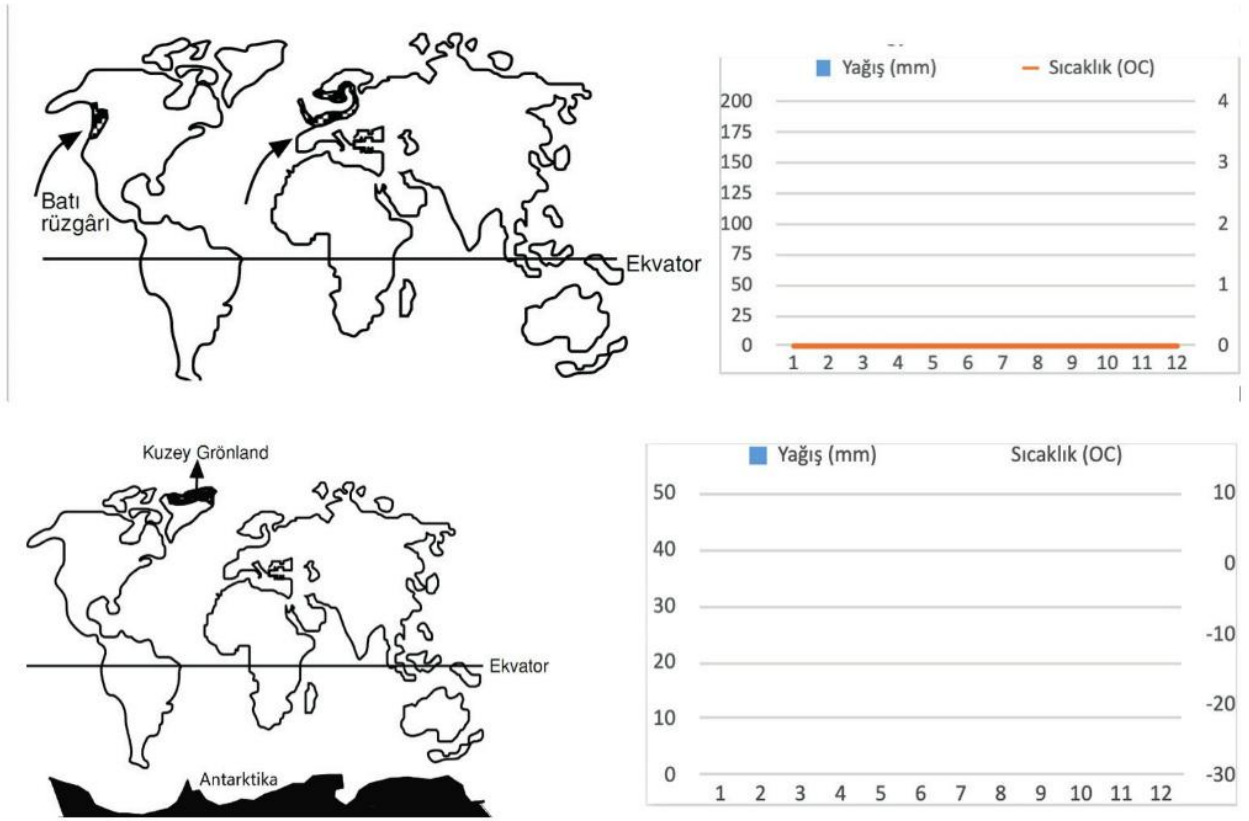 Batı
rüzgârı
Ekvator
Yağış (mm)
Sıcaklık (OC)
200
175
150
125
100
75
50
25
0
4
3
2
1
0
1 2 3 4 5 6 7 8 9 10 11 12
Kuzey Grönland
Ekvator
Antarktika
Yağış (mm)
Sıcaklık (OC)
50
40
30
20
10
0
10
0
-10
-20
-30
1 2 3 4 5 6 7 8 9 10 11 12